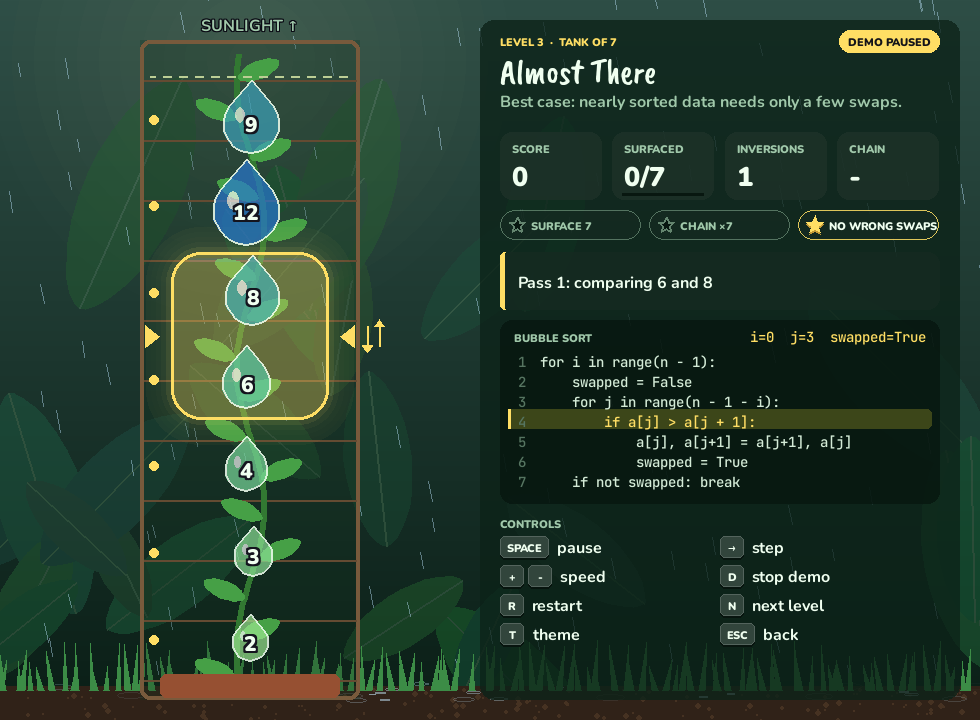 SUNLIGHT ↑
9
12
8
6
4
3
2
LEVEL 3 · TANK OF 7
DEMO PAUSED
Almost There
Best case: nearly sorted data needs only a few swaps.
SCORE
0
SURFACED
0/7
INVERSIONS
1
CHAIN
-
SURFACE 7
CHAIN ×7
NO WRONG SWAPS
Pass 1: comparing 6 and 8
BUBBLE SORT
i=0 j=3 swapped=True
1 for i in range(n - 1):
2 swapped = False
3 for j in range(n - 1 - i):
4 if a[j] > a[j + 1]:
5 a[j], a[j+1] = a[j+1], a[j]
6 swapped = True
7 if not swapped: break
CONTROLS
SPACE pause
→ step
+ - speed
D stop demo
R restart
N next level
T theme
ESC back